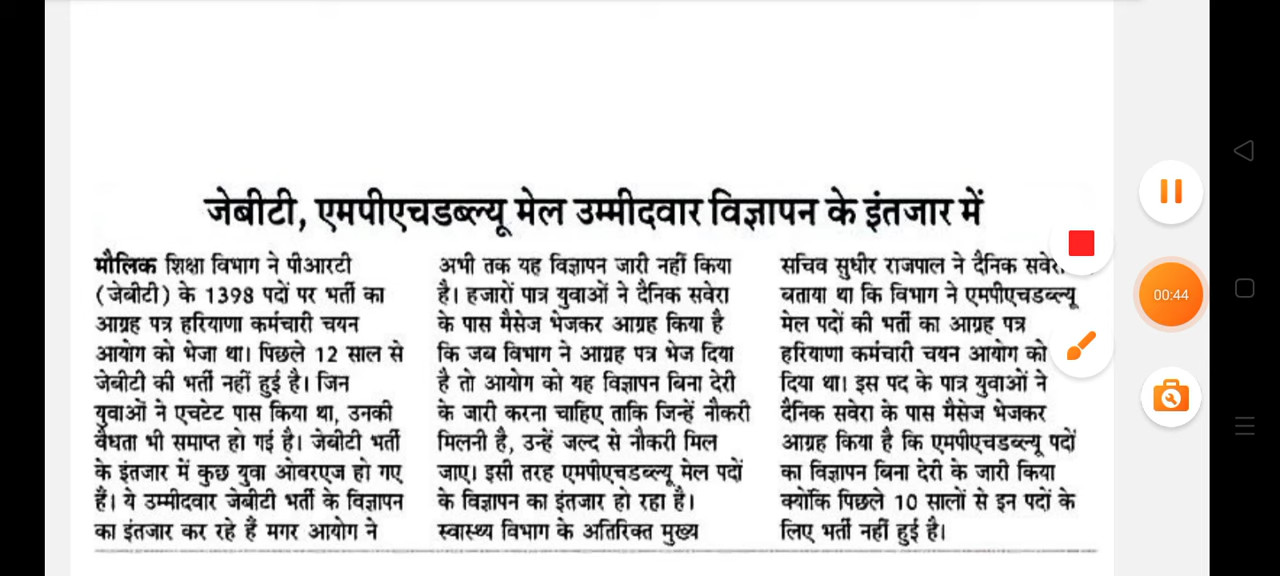 जेबीटी, एमपीएचडब्ल्यू मेल उम्मीदवार विज्ञापन के इंतजार में
मौलिक शिक्षा विभाग ने पीआरटी
(जेबीटी) के 1398 पदों पर भर्ती का
आग्रह पत्र हरियाणा कर्मचारी चयन
आयोग को भेजा था। पिछले 12 साल से
जेबीटी की भर्ती नहीं हुई है। जिन
युवाओं ने एचटेट पास किया था, उनकी
वैधता भी समाप्त हो गई है। जेबीटी भर्ती
के इंतजार में कुछ युवा ओवरएज हो गए
हैं। ये उम्मीदवार जेबीटी भर्ती के विज्ञापन
का इंतजार कर रहे हैं मगर आयोग ने
अभी तक यह विज्ञापन जारी नहीं किया
है। हजारों पात्र युवाओं ने दैनिक सवेरा
के पास मैसेज भेजकर आग्रह किया है
कि जब विभाग ने आग्रह पत्र भेज दिया
है तो आयोग को यह विज्ञापन बिना देरी
के जारी करना चाहिए ताकि जिन्हें नौकरी
मिलनी है, उन्हें जल्द से नौकरी मिल
जाए। इसी तरह एमपीएचडब्ल्यू मेल पदों
के विज्ञापन का इंतजार हो रहा है।
स्वास्थ्य विभाग के अतिरिक्त मुख्य
सचिव सुधीर राजपाल ने दैनिक
बताया था कि विभाग ने एमपीएचडब्ल्यू
मेल पदों की भर्ती का आग्रह पत्र
हरियाणा कर्मचारी चयन आयोग को
दिया था। इस पद के पात्र युवाओं ने
दैनिक सवेरा के पास मैसेज भेजकर
आग्रह किया है कि एमपीएचडब्ल्यू पदों
का विज्ञापन बिना देरी के जारी किया
क्योंकि पिछले 10 सालों से इन पदों के
लिए भर्ती नहीं हुई है।
00:44